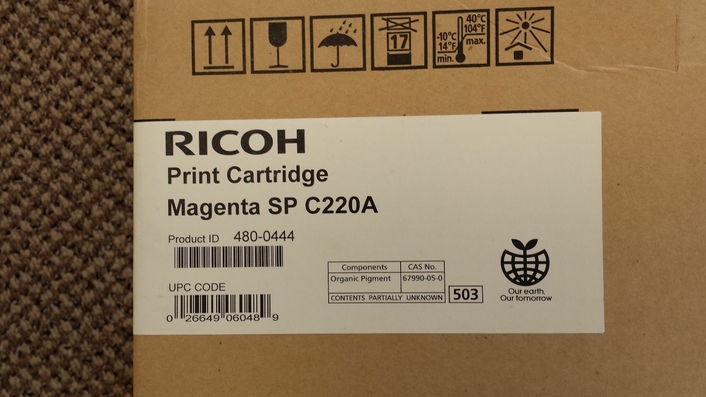 17
40°C
104°F
max.
-10°C
14°F
min.
RICOH
Print Cartridge
Magenta SP C220A
Product ID 480-0444
Components CAS No.
Organic Pigment 67990-05-0
CONTENTS PARTIALLY UNKNOWN 503
Our earth,
Our tomorrow
UPC CODE
0 26649 06048 9